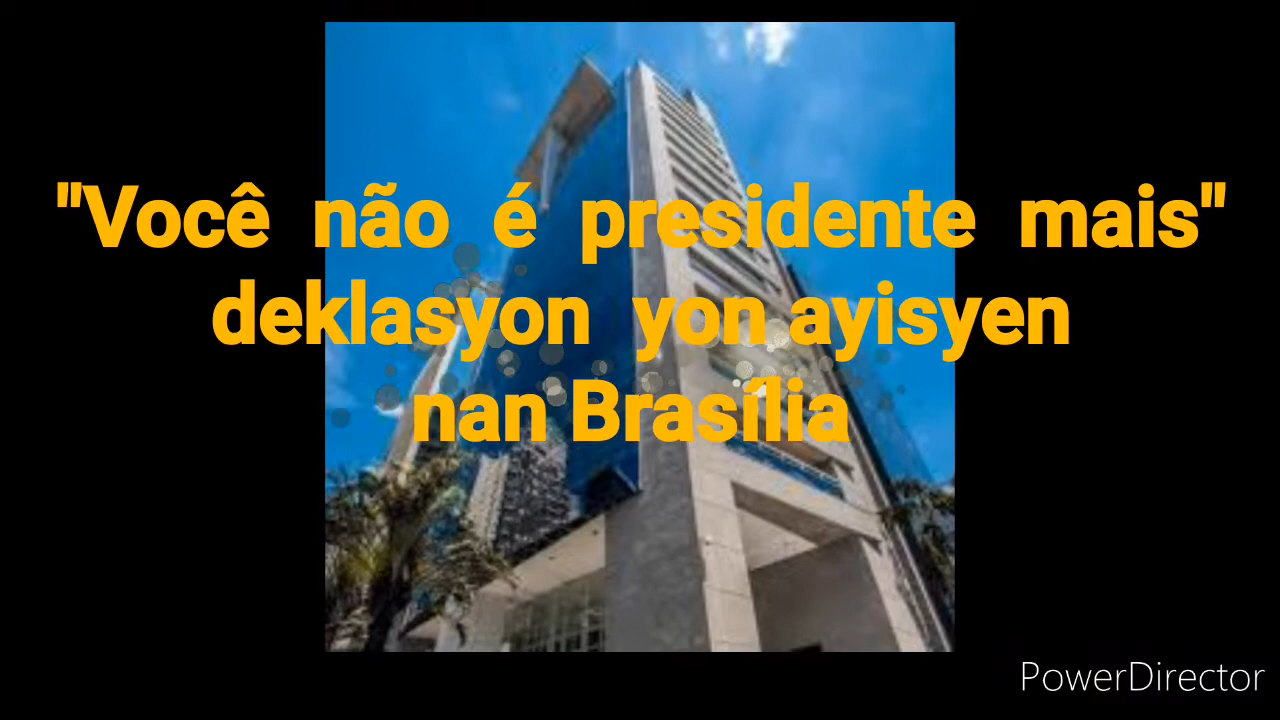 "Você não é presidente mais"
deklasyon yon ayisyen
nan Brasília
PowerDirector